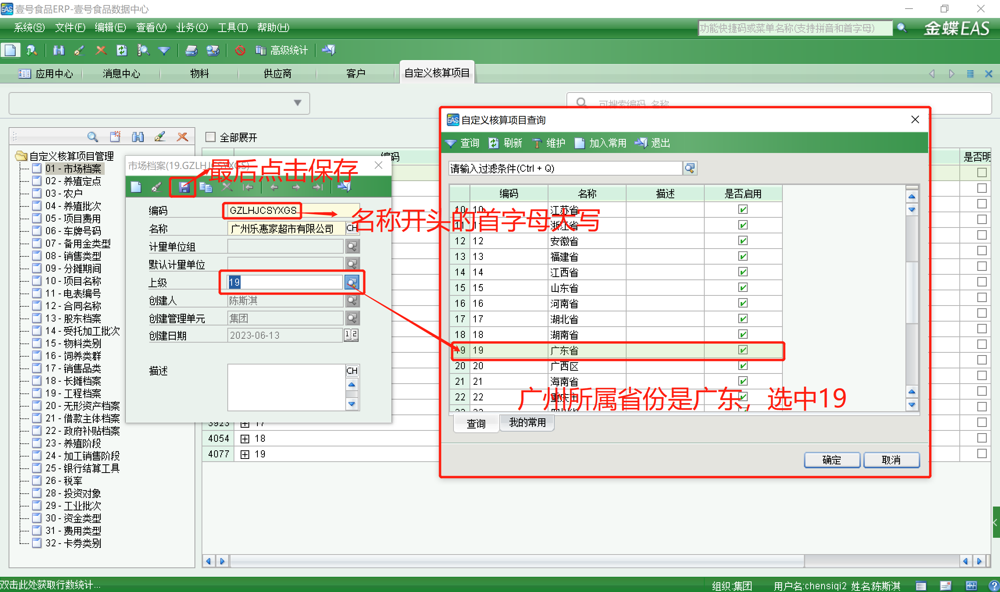 EAS 壹号食品ERP-壹号食品数据中心
系统(S) 文件(F) 编辑(E) 查看(V) 业务(O) 工具(T) 帮助(H)
功能快捷码或菜单名称(支持拼音和首字母)
金蝶EAS
高级统计
应用中心 消息中心 物料 供应商 客户 自定义核算项目
可搜索编码 名称
全部展开
编码
是否明
自定义核算项目管理
01 - 市场档案
02 - 养殖定点
03 - 农户
04 - 养殖批次
05 - 项目费用
06 - 车牌号码
07 - 备用金类型
08 - 销售类型
09 - 分摊期间
10 - 项目名称
11 - 电表编号
12 - 合同名称
13 - 股东档案
14 - 受托加工批次
15 - 物料类别
16 - 饲养类群
17 - 销售品类
18 - 长摊档案
19 - 工程档案
20 - 无形资产档案
21 - 借款主体档案
22 - 政府补贴档案
23 - 养殖阶段
24 - 加工销售阶段
25 - 银行结算工具
26 - 税率
28 - 投资对象
29 - 工业批次
30 - 资金类型
31 - 费用类型
32 - 卡券类别
市场档案(19.GZLHJCSYXGS)
最后点击保存
编码 GZLHJCSYXGS
名称开头的首字母大写
名称 广州乐惠家超市有限公司 CH
计量单位组
默认计量单位
上级 19
创建人 陈斯淇
创建管理单元 集团
创建日期 2023-06-13 12
描述 CH
3923 17
4054 18
4077 19
EAS 自定义核算项目查询
查询 刷新 维护 加入常用 退出
请输入过滤条件(Ctrl + Q)
编码 名称 描述 是否启用
10 10 江苏省
11 11 浙江省
12 12 安徽省
13 13 福建省
14 14 江西省
15 15 山东省
16 16 河南省
17 17 湖北省
18 18 湖南省
19 19 广东省
20 20 广西区
21 21 海南省
22 22 重庆市
广州所属省份是广东，选中19
查询 我的常用
确定 取消
双击此处获取行数统计...
组织:集团 用户名:chensiqi2 姓名:陈斯淇